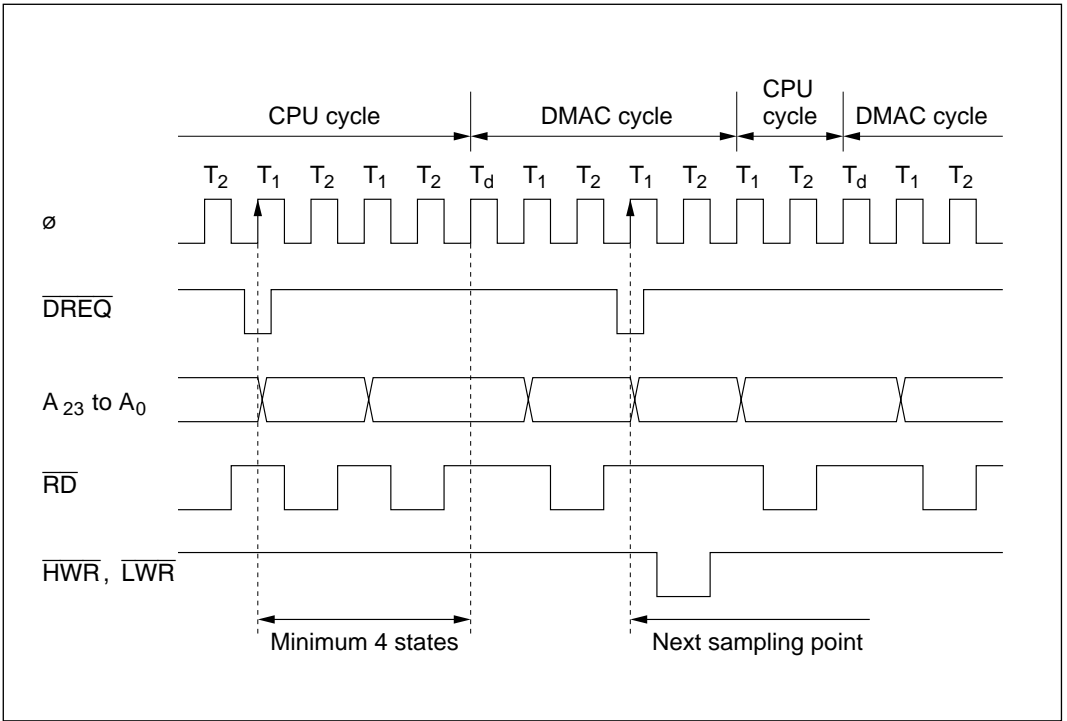 CPU cycle DMAC cycle CPU cycle DMAC cycle
T2 T1 T2 T1 T2 Td T1 T2 T1 T2 T1 T2 Td T1 T2
ø
DREQ
A23 to A0
RD
HWR, LWR
Minimum 4 states Next sampling point